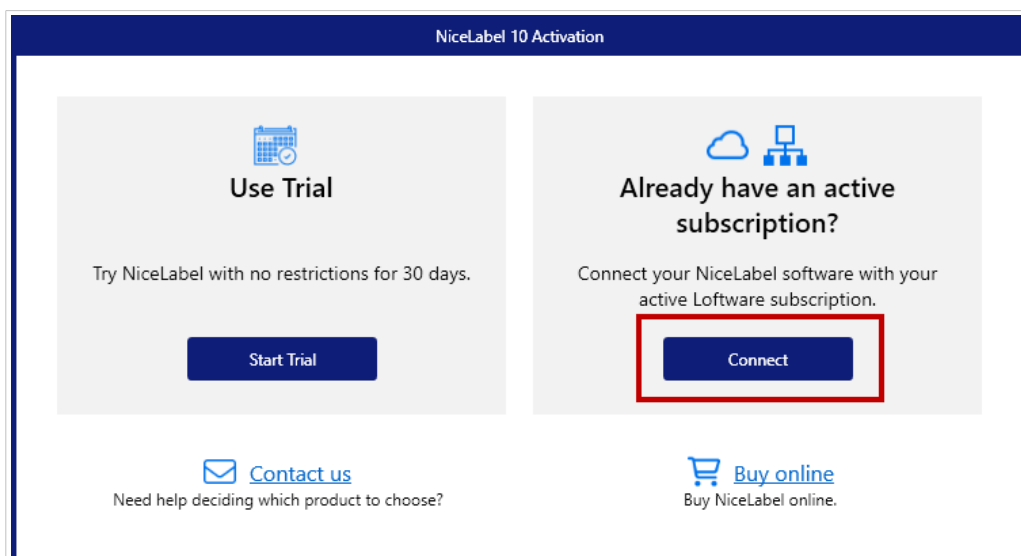 NiceLabel 10 Activation
Use Trial
Try NiceLabel with no restrictions for 30 days.
Start Trial
Already have an active
subscription?
Connect your NiceLabel software with your
active Loftware subscription.
Connect
Contact us
Need help deciding which product to choose?
Buy online
Buy NiceLabel online.